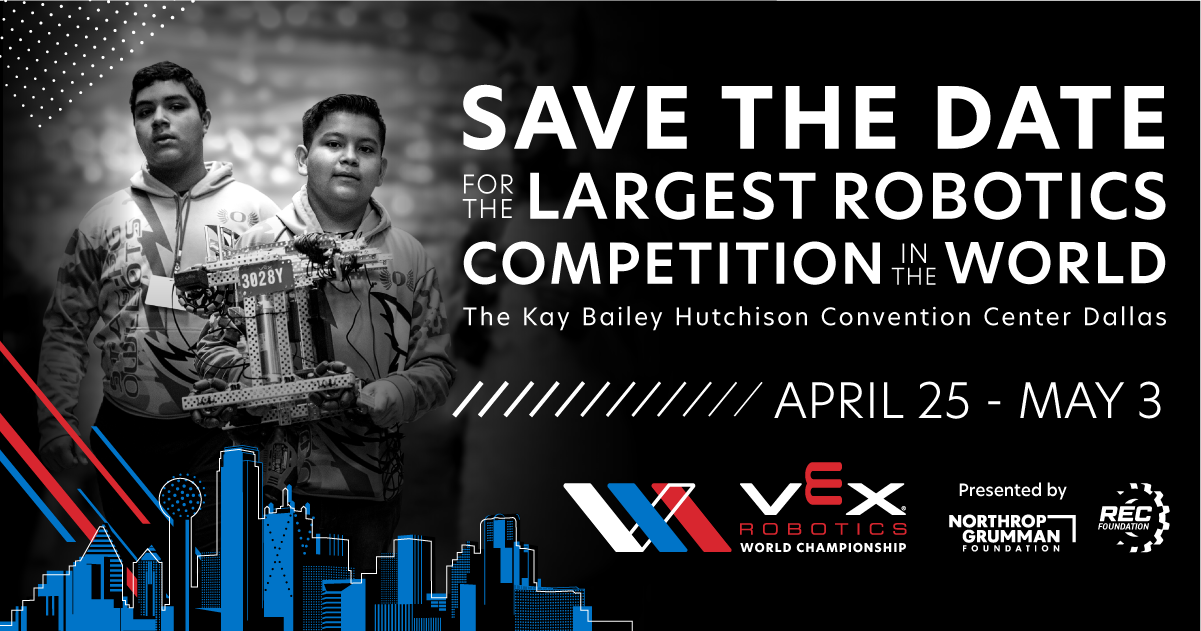 SAVE THE DATE
FOR THE LARGEST ROBOTICS
COMPETITION IN THE WORLD
The Kay Bailey Hutchison Convention Center Dallas
APRIL 25 - MAY 3
3028Y
VEX
ROBOTICS
WORLD CHAMPIONSHIP
Presented by
NORTHROP
GRUMMAN
FOUNDATION
REC
FOUNDATION